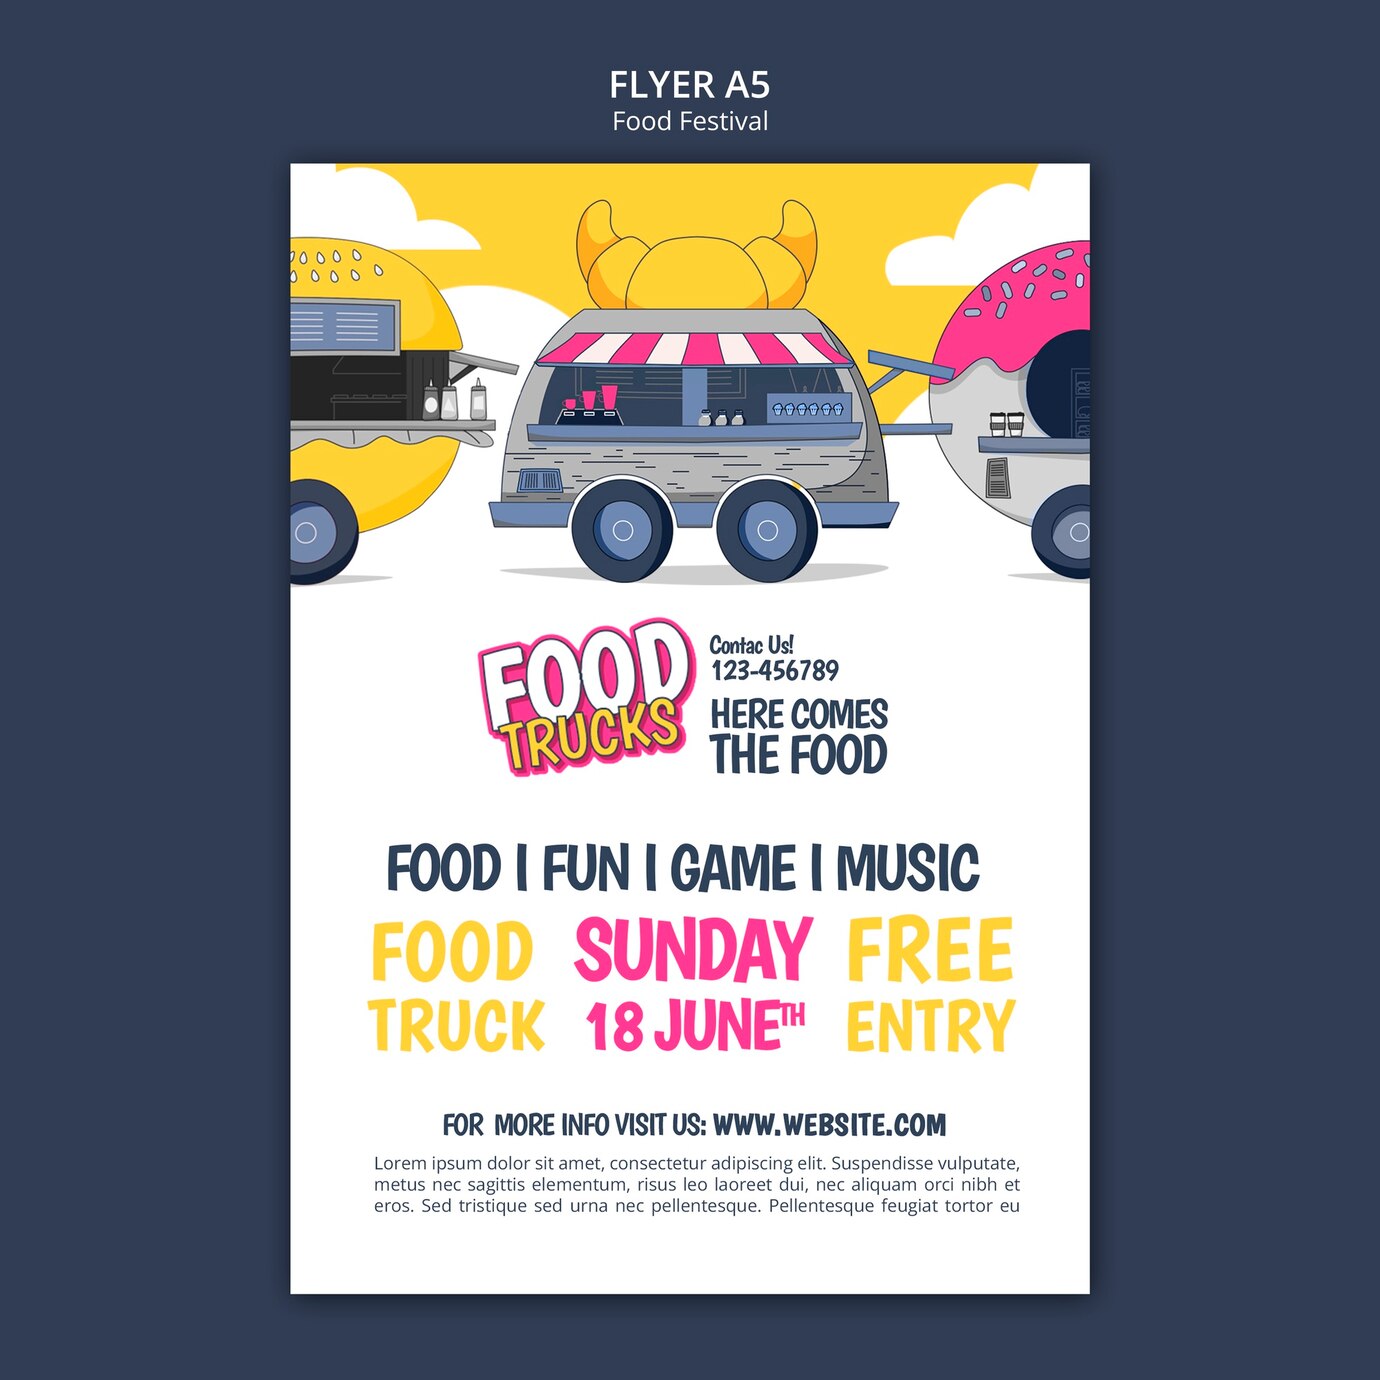 FLYER A5
Food Festival
FOOD
TRUCKS
Contac Us!
123-456789
HERE COMES
THE FOOD
FOOD | FUN | GAME | MUSIC
FOOD
TRUCK
SUNDAY
18 JUNETH
FREE
ENTRY
FOR MORE INFO VISIT US: WWW.WEBSITE.COM
Lorem ipsum dolor sit amet, consectetur adipiscing elit. Suspendisse vulputate,
metus nec sagittis elementum, risus leo laoreet dui, nec aliquam orci nibh et
eros. Sed tristique sed urna nec pellentesque. Pellentesque feugiat tortor eu